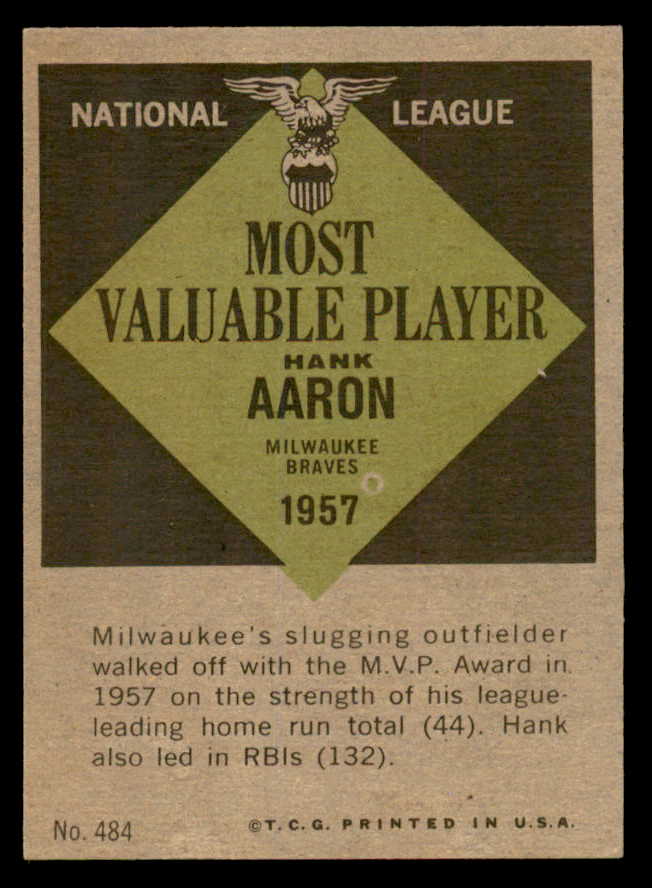 NATIONAL LEAGUE
MOST
VALUABLE PLAYER
HANK
AARON
MILWAUKEE
BRAVES
1957
Milwaukee's slugging outfielder
walked off with the M.V.P. Award in
1957 on the strength of his league-
leading home run total (44). Hank
also led in RBIs (132).
No. 484 ©T.C.G. PRINTED IN U.S.A.